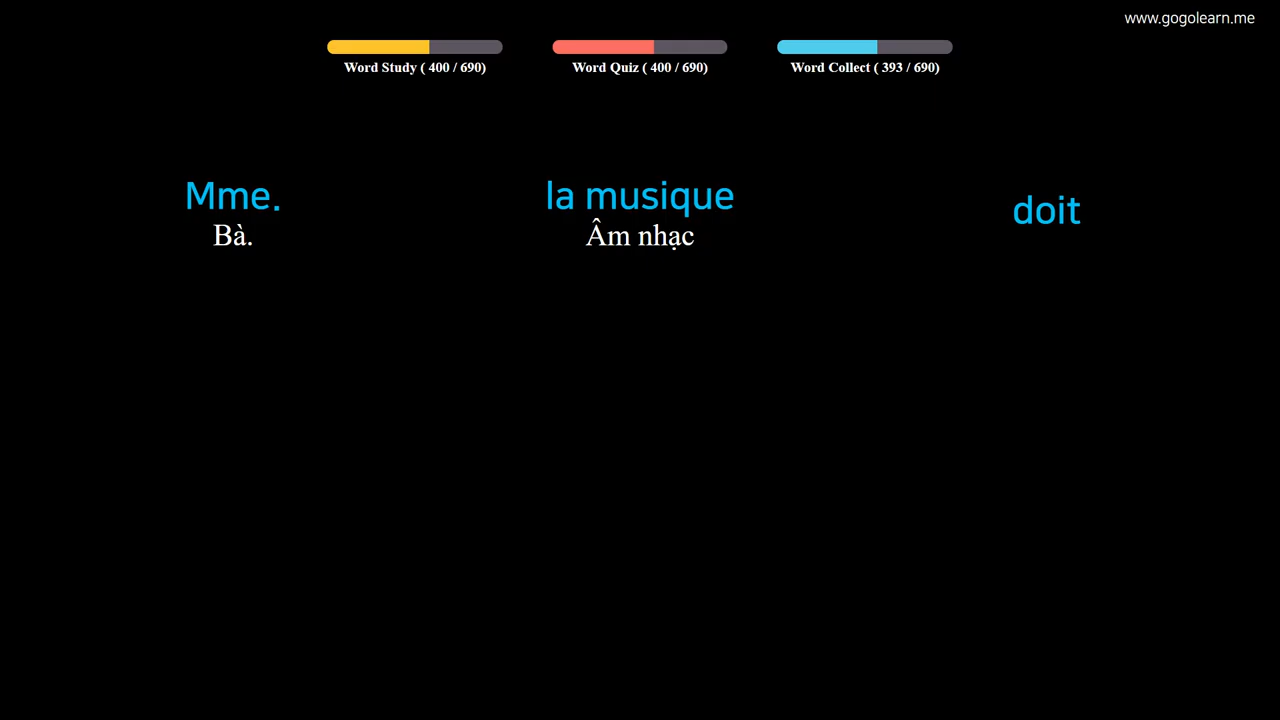 www.gogolearn.me
Word Study ( 400 / 690)
Word Quiz ( 400 / 690)
Word Collect ( 393 / 690)
Mme.
Bà.
la musique
Âm nhạc
doit